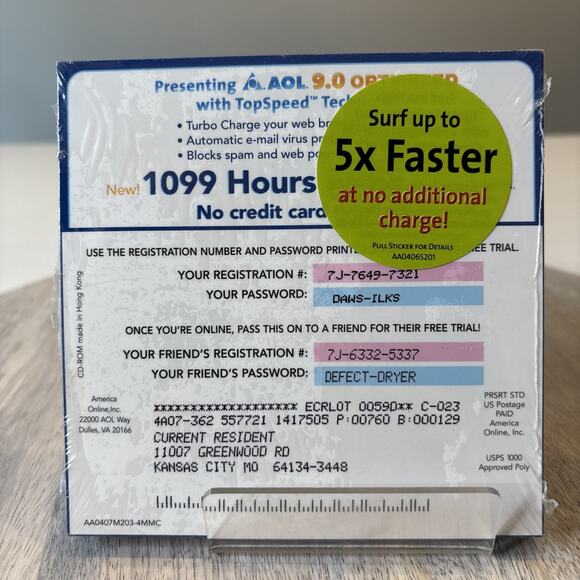 Presenting AOL 9.0
with TopSpeed™
• Turbo Charge your web
• Automatic e-mail virus
• Blocks spam and web
New! 1099 Hours
No credit
Surf up to
5x Faster
at no additional
charge!
PULL STICKER FOR DETAILS
AA0406S201
USE THE REGISTRATION NUMBER AND PASSWORD FREE TRIAL.
YOUR REGISTRATION #: 7J-7649-7321
YOUR PASSWORD: DAWS-ILKS
ONCE YOU'RE ONLINE, PASS THIS ON TO A FRIEND FOR THEIR FREE TRIAL!
YOUR FRIEND'S REGISTRATION #: 7J-6332-5337
YOUR FRIEND'S PASSWORD: DEFECT-DRYER
CD-ROM made in Hong Kong
America
Online, Inc.
22000 AOL Way
Dulles, VA 20166
******************* ECRLOT 0059D** C-023
4A07-362 557721 1417505 P:00760 B:000129
CURRENT RESIDENT
11007 GREENWOOD RD
KANSAS CITY MO 64134-3448
PRSRT STD
US Postage
PAID
America
Online, Inc.
USPS 1000
Approved Poly
AA0407M203-4MMC